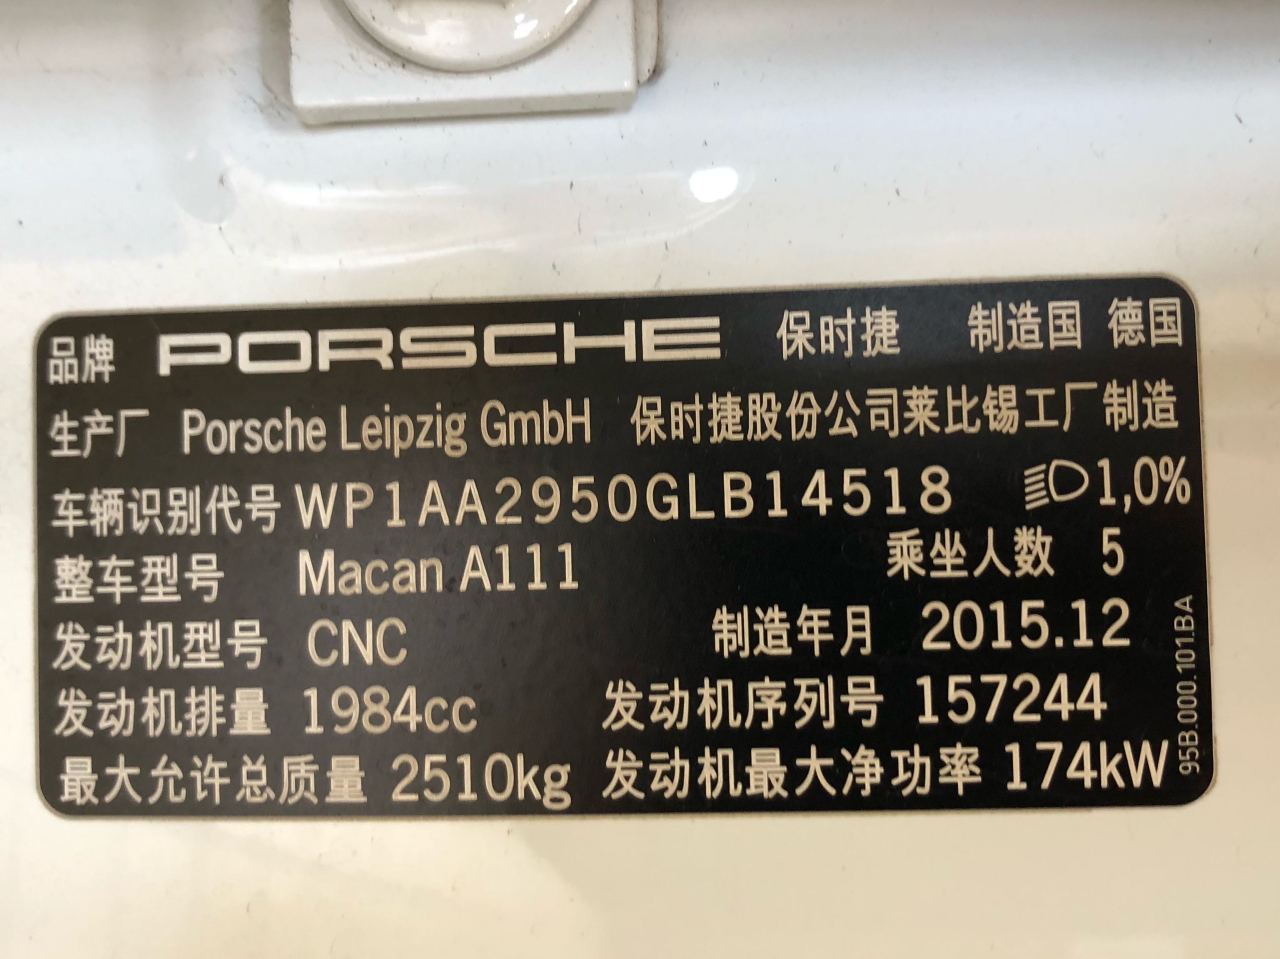 品牌 PORSCHE 保时捷 制造国 德国
生产厂 Porsche Leipzig GmbH 保时捷股份公司莱比锡工厂制造
车辆识别代号 WP1AA2950GLB14518 1,0%
整车型号 Macan A111 乘坐人数 5
发动机型号 CNC 制造年月 2015.12
发动机排量 1984cc 发动机序列号 157244
最大允许总质量 2510kg 发动机最大净功率 174kW
95B.000.101.BA